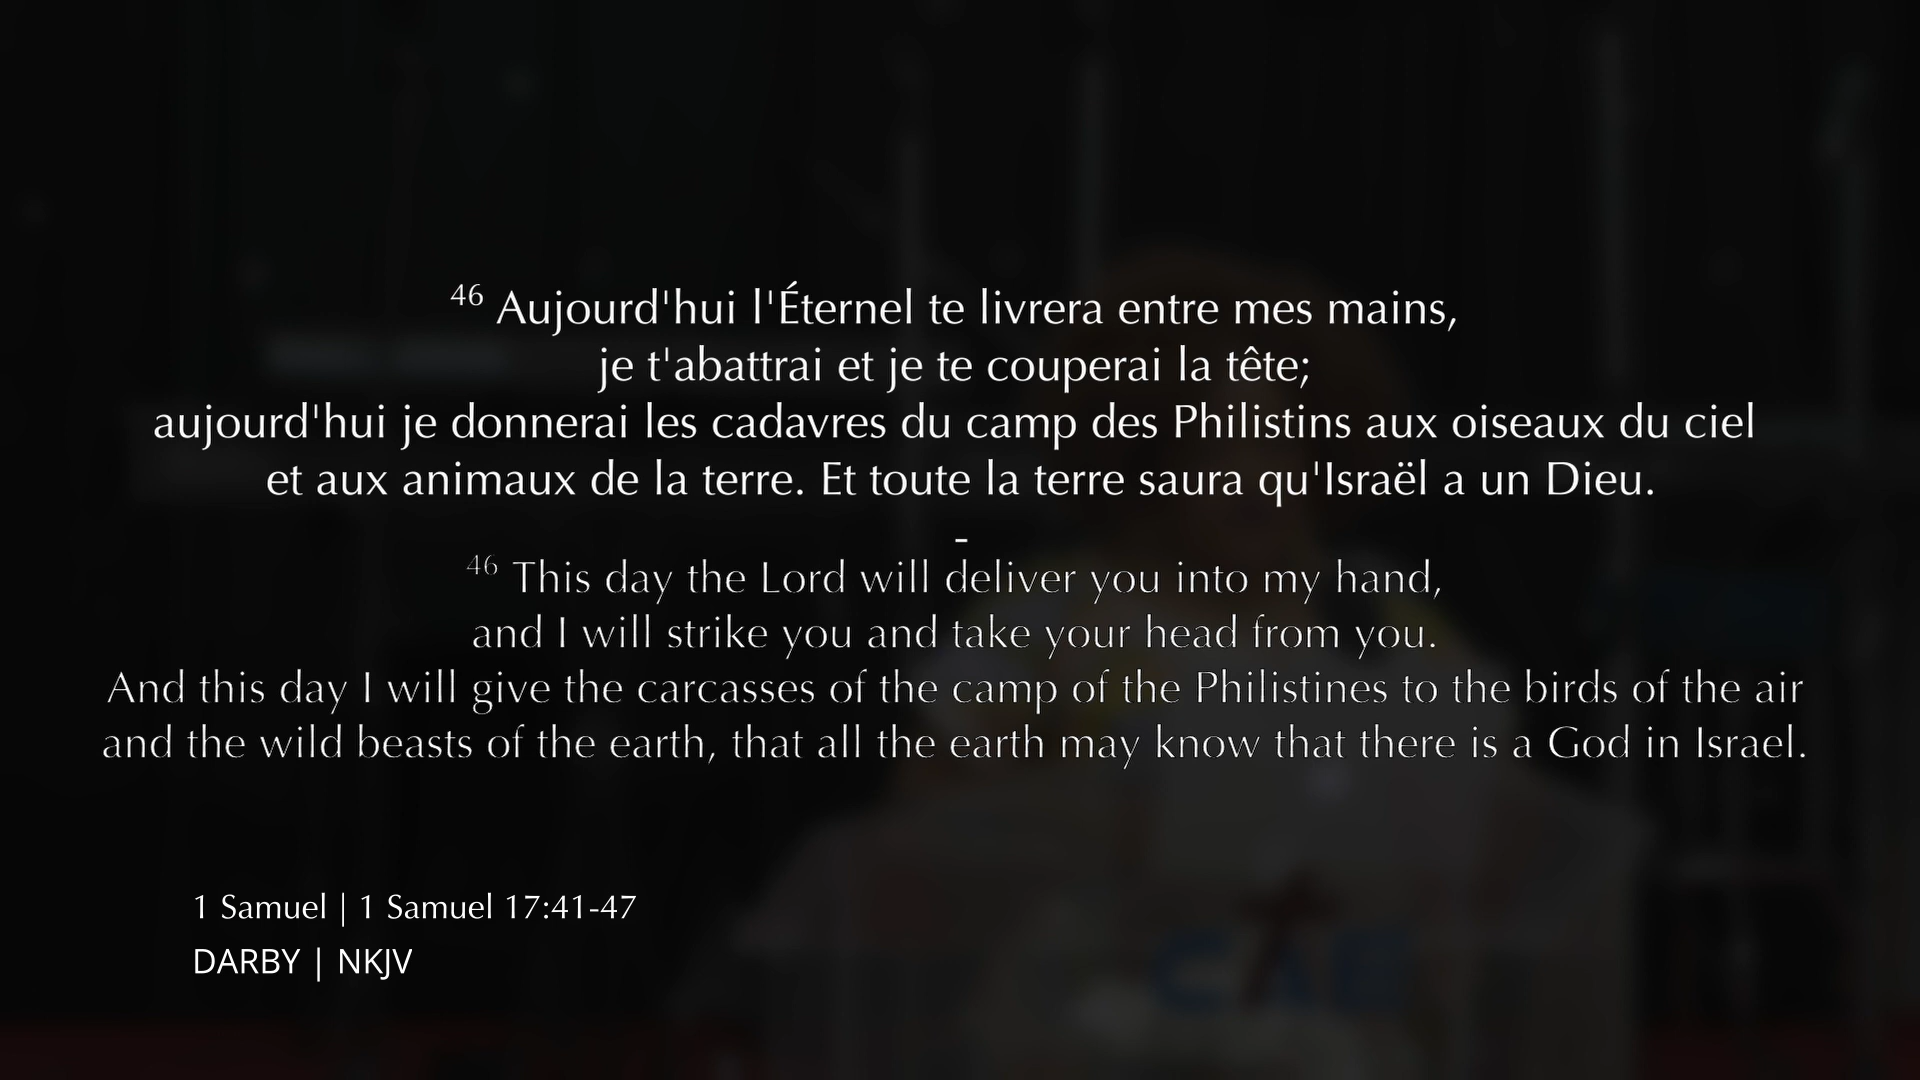 46 Aujourd'hui l'Éternel te livrera entre mes mains,
je t'abattrai et je te couperai la tête;
aujourd'hui je donnerai les cadavres du camp des Philistins aux oiseaux du ciel
et aux animaux de la terre. Et toute la terre saura qu'Israël a un Dieu.
-
46 This day the Lord will deliver you into my hand,
and I will strike you and take your head from you.
And this day I will give the carcasses of the camp of the Philistines to the birds of the air
and the wild beasts of the earth, that all the earth may know that there is a God in Israel.
1 Samuel | 1 Samuel 17:41-47
DARBY | NKJV